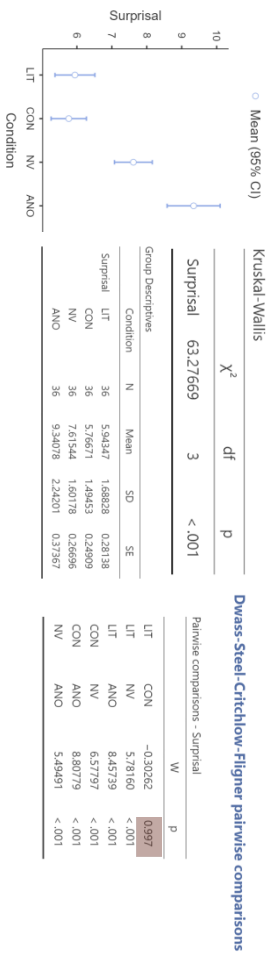 Mean (95% CI)
Surprisal
10
9
8
7
6
LIT
CON
NV
ANO
Condition
Kruskal-Wallis
χ² df p
Surprisal 63.27669 3 < .001
Group Descriptives
Condition N Mean SD SE
Surprisal LIT 36 5.94347 1.68828 0.28138
CON 36 5.76671 1.49453 0.24909
NV 36 7.61544 1.60178 0.26696
ANO 36 9.34078 2.24201 0.37367
Dwass-Steel-Critchlow-Fligner pairwise comparisons
Pairwise comparisons - Surprisal
W p
LIT CON −0.30262 0.997
LIT NV 5.78160 < .001
LIT ANO 8.45739 < .001
CON NV 6.57797 < .001
CON ANO 8.80779 < .001
NV ANO 5.49491 < .001